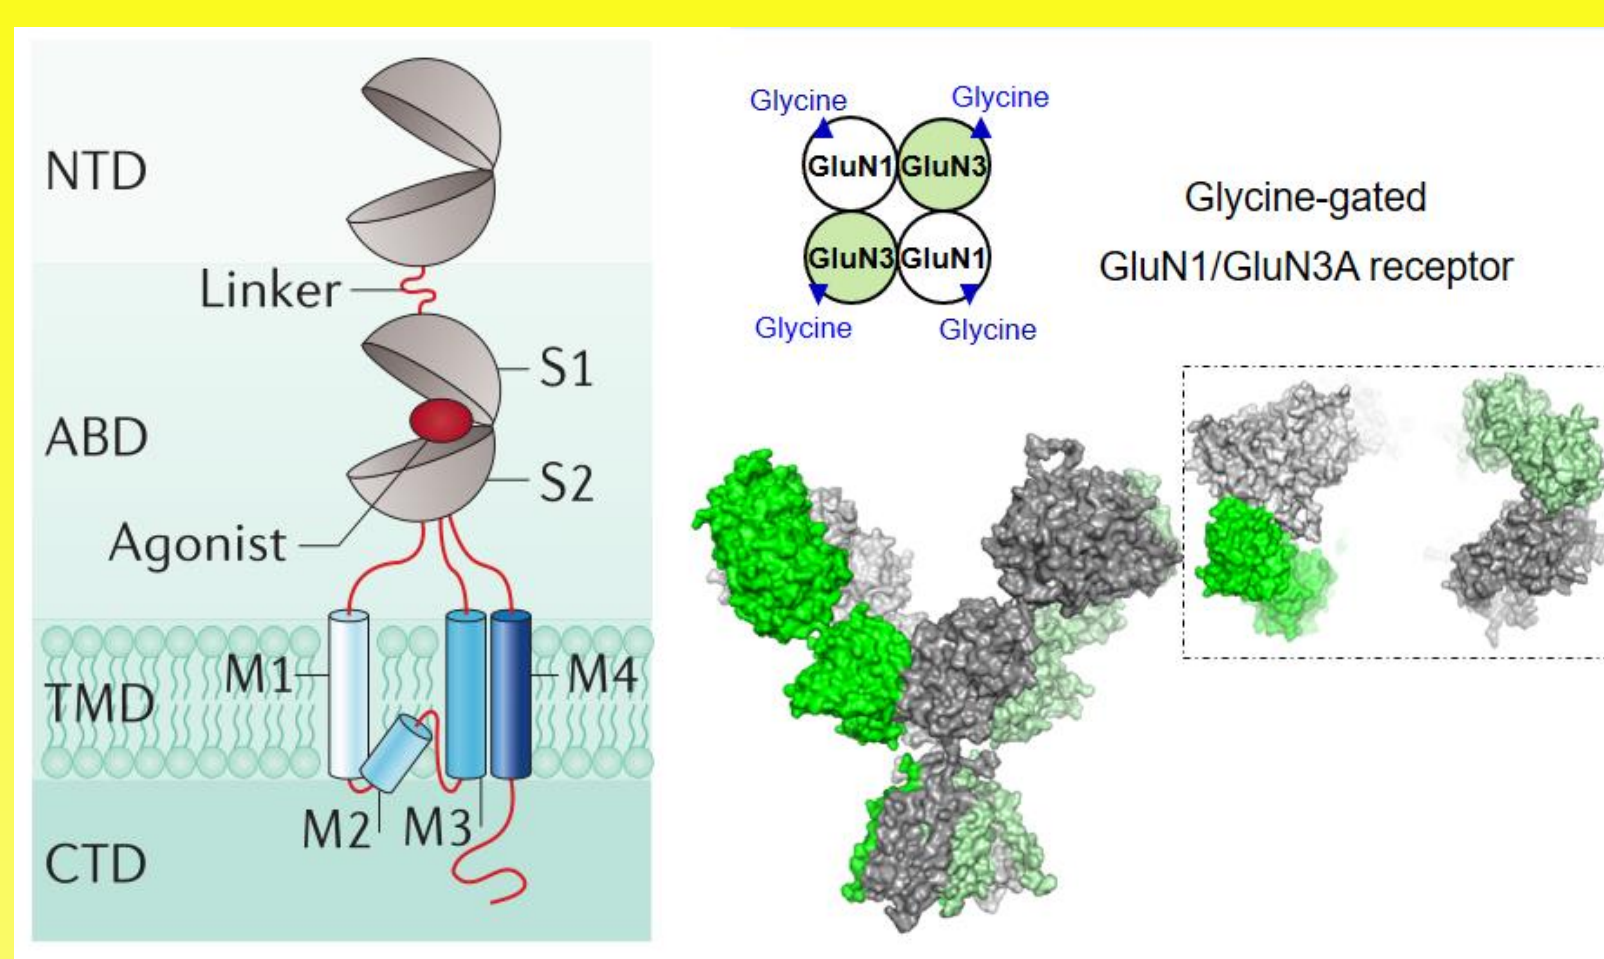 NTD
Linker
S1
ABD
S2
Agonist
M1
M4
TMD
M2
M3
CTD
Glycine
Glycine
GluN1
GluN3
GluN3
GluN1
Glycine
Glycine
Glycine-gated
GluN1/GluN3A receptor